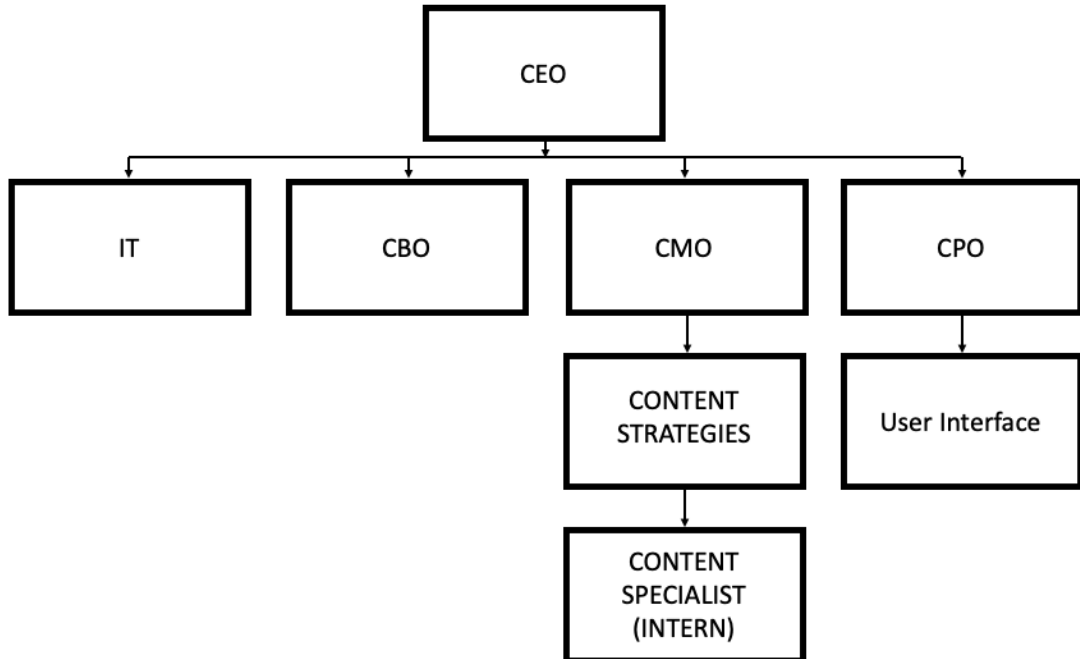 CEO
IT
CBO
CMO
CPO
CONTENT
STRATEGIES
User Interface
CONTENT
SPECIALIST
(INTERN)